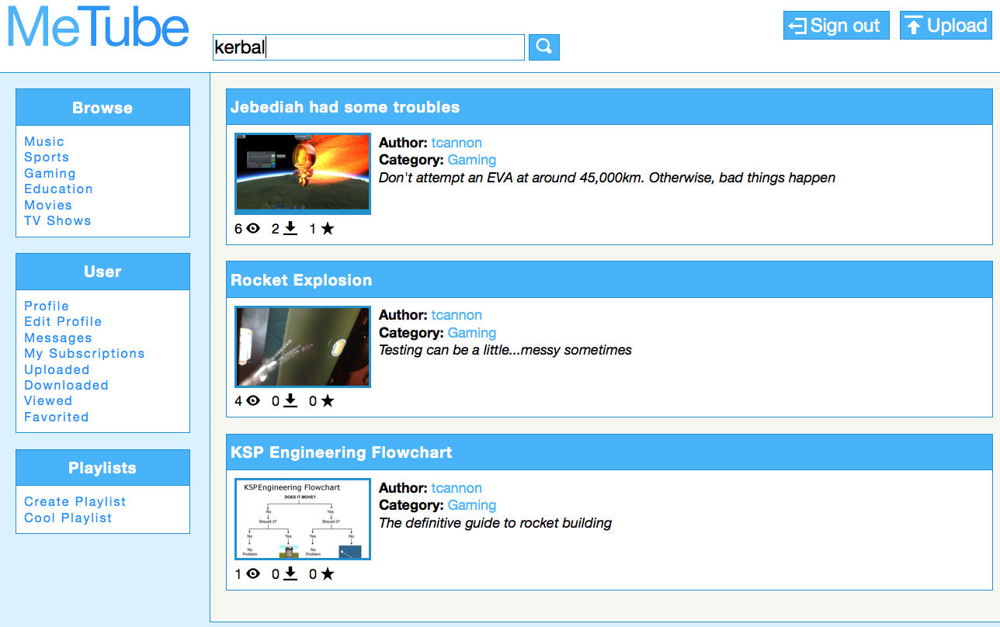 MeTube
kerbal
Sign out
Upload
Browse
Music
Sports
Gaming
Education
Movies
TV Shows
User
Profile
Edit Profile
Messages
My Subscriptions
Uploaded
Downloaded
Viewed
Favorited
Playlists
Create Playlist
Cool Playlist
Jebediah had some troubles
Author: tcannon
Category: Gaming
Don't attempt an EVA at around 45,000km. Otherwise, bad things happen
6 2 1
Rocket Explosion
Author: tcannon
Category: Gaming
Testing can be a little...messy sometimes
4 0 0
KSP Engineering Flowchart
KSPEngineering Flowchart
DOES IT MOVE?
No Yes
Should it? Should it?
No Yes Yes No
No No
Problem Problem
Author: tcannon
Category: Gaming
The definitive guide to rocket building
1 0 0